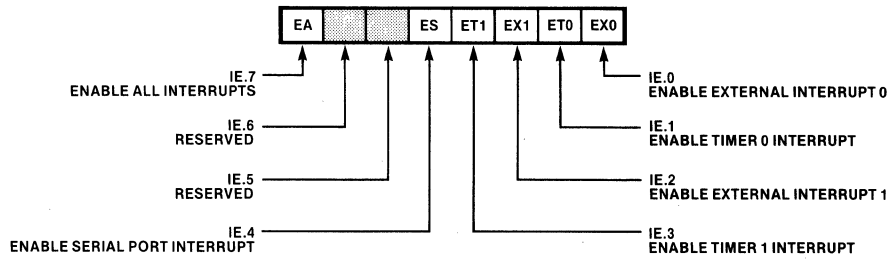 EA ES ET1 EX1 ET0 EX0
IE.7
ENABLE ALL INTERRUPTS
IE.6
RESERVED
IE.5
RESERVED
IE.4
ENABLE SERIAL PORT INTERRUPT
IE.0
ENABLE EXTERNAL INTERRUPT 0
IE.1
ENABLE TIMER 0 INTERRUPT
IE.2
ENABLE EXTERNAL INTERRUPT 1
IE.3
ENABLE TIMER 1 INTERRUPT